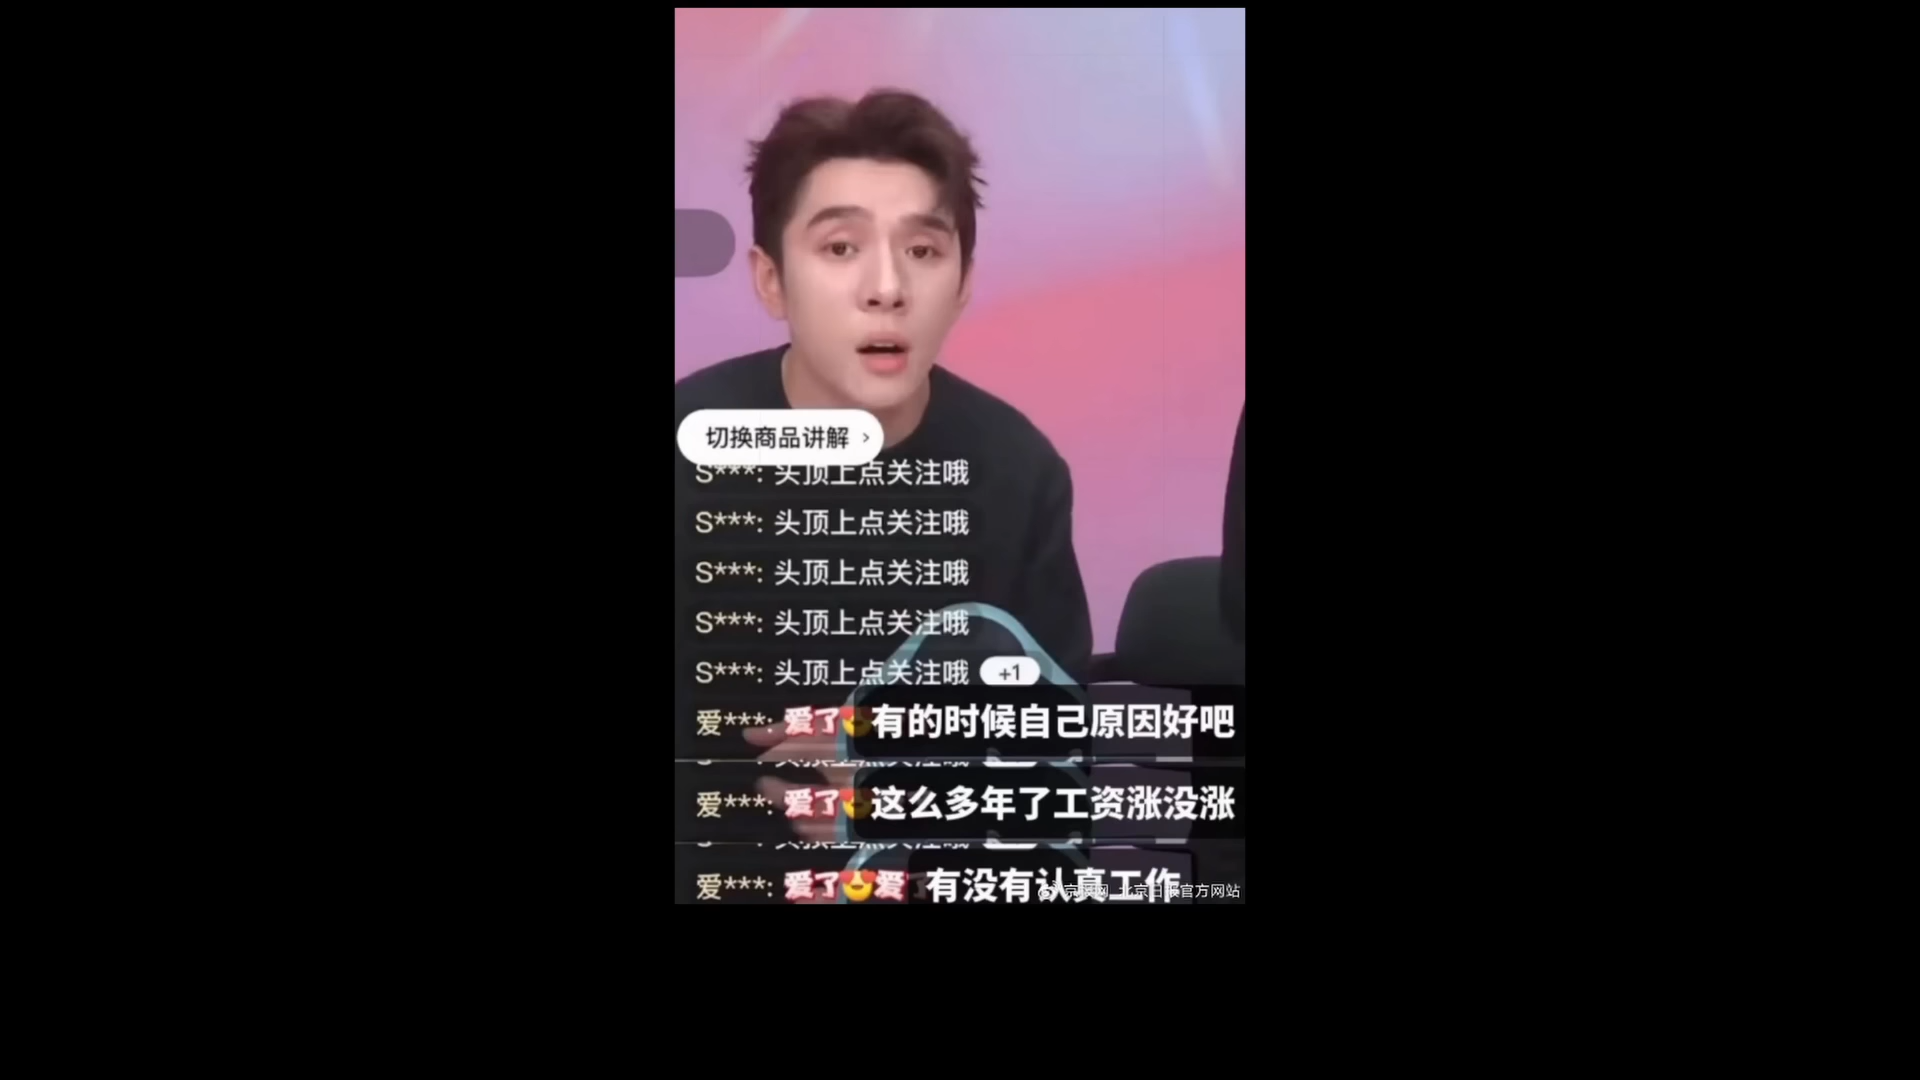 切换商品讲解 >
S***: 头顶上点关注哦
S***: 头顶上点关注哦
S***: 头顶上点关注哦
S***: 头顶上点关注哦
S***: 头顶上点关注哦 +1
爱***: 爱了😍 有的时候自己原因好吧
爱***: 爱了 这么多年了工资涨没涨
爱***: 爱了😍爱 有没有认真工作
北京日报官方网站